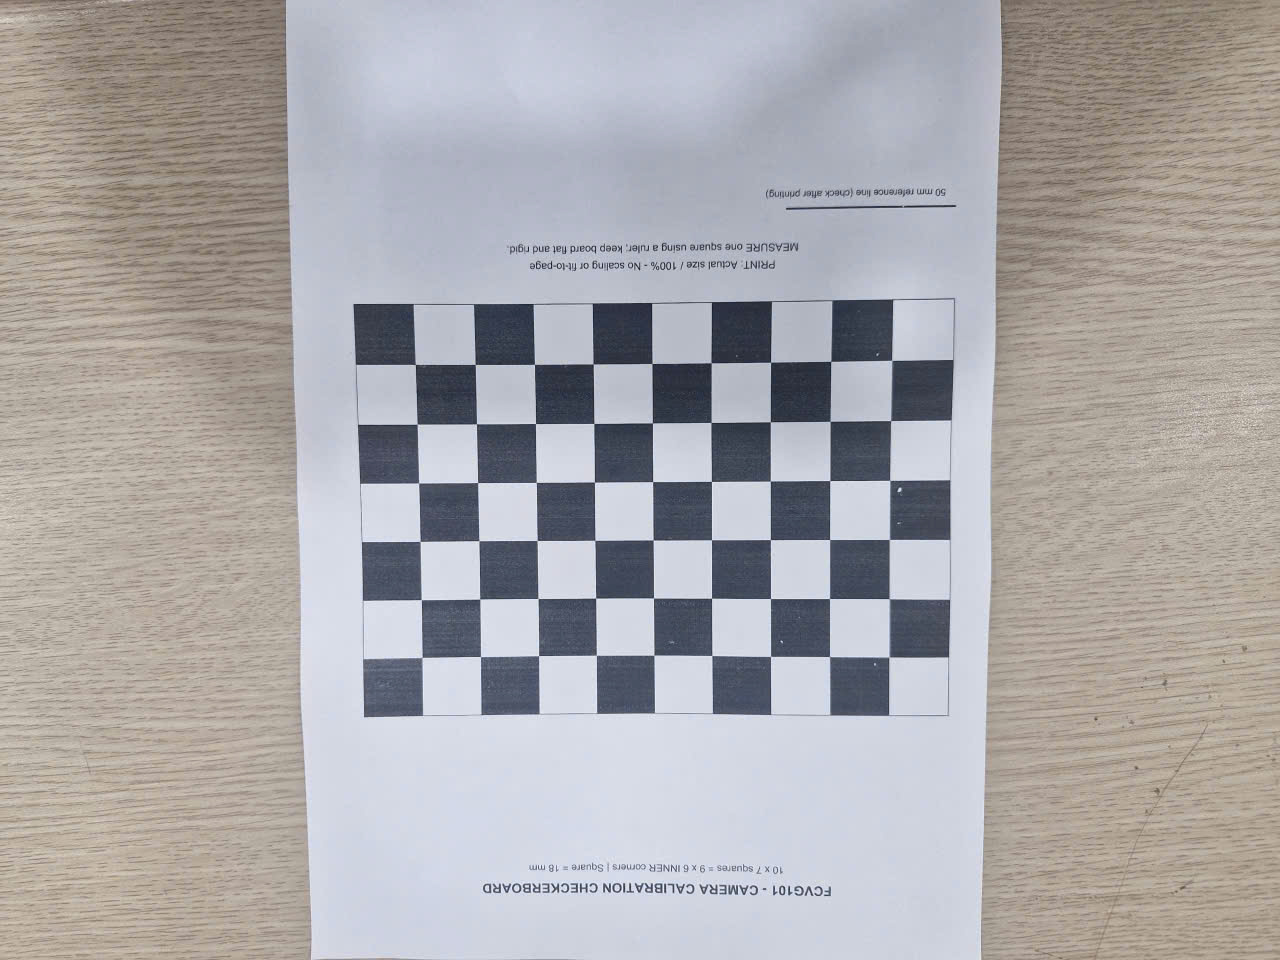 FCVG101 - CAMERA CALIBRATION CHECKERBOARD
10 x 7 squares = 9 x 6 INNER corners | Square = 18 mm
PRINT: Actual size / 100% - No scaling or fit-to-page
MEASURE one square using a ruler; keep board flat and rigid.
50 mm reference line (check after printing)